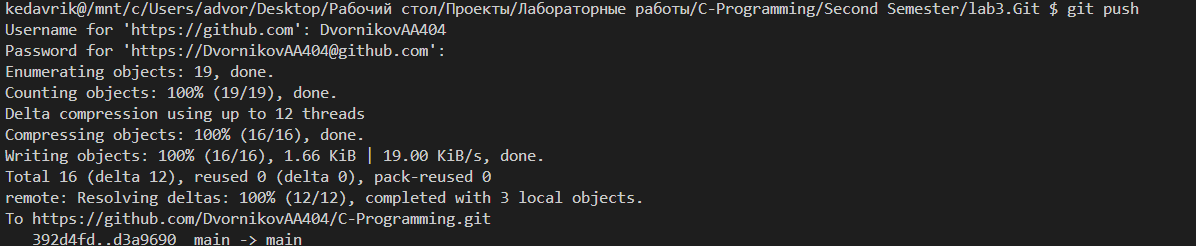 kedavrik@/mnt/c/Users/advor/Desktop/Рабочий стол/Проекты/Лабораторные работы/C-Programming/Second Semester/lab3.Git $ git push
Username for 'https://github.com': DvornikovAA404
Password for 'https://DvornikovAA404@github.com':
Enumerating objects: 19, done.
Counting objects: 100% (19/19), done.
Delta compression using up to 12 threads
Compressing objects: 100% (16/16), done.
Writing objects: 100% (16/16), 1.66 KiB | 19.00 KiB/s, done.
Total 16 (delta 12), reused 0 (delta 0), pack-reused 0
remote: Resolving deltas: 100% (12/12), completed with 3 local objects.
To https://github.com/DvornikovAA404/C-Programming.git
   392d4fd..d3a9690  main -> main